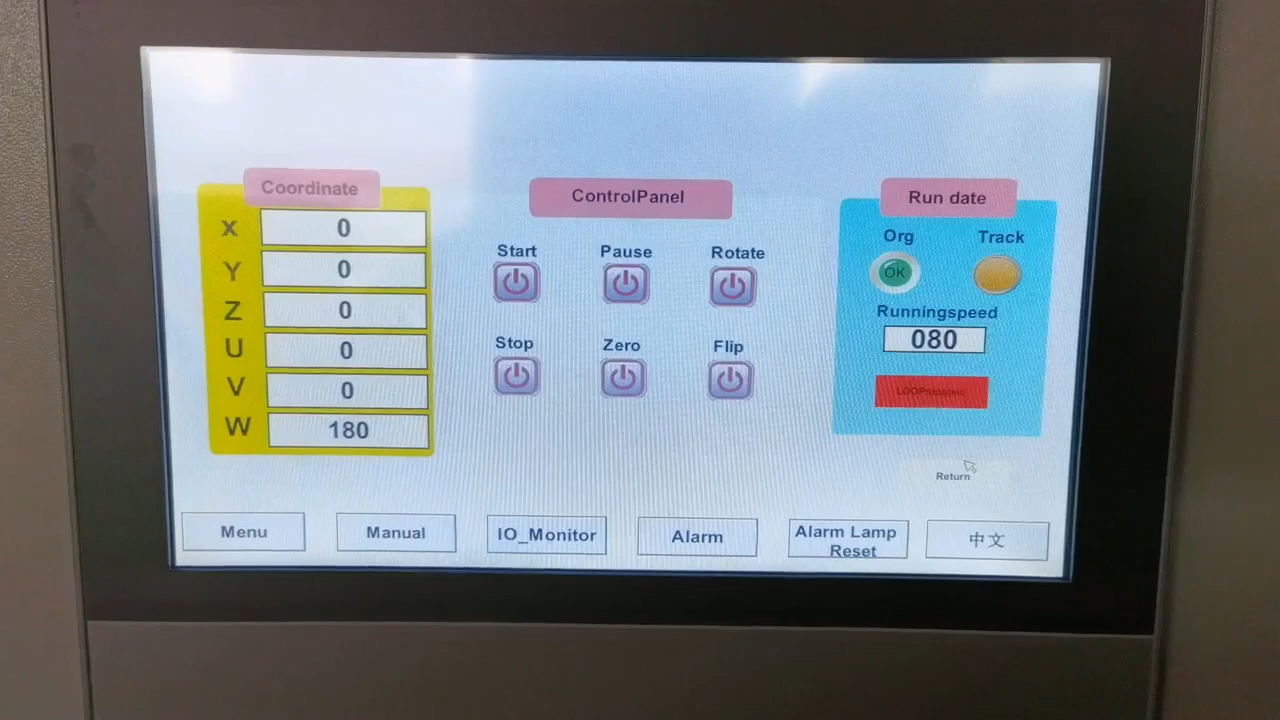 Coordinate
X 0
Y 0
Z 0
U 0
V 0
W 180
ControlPanel
Start Pause Rotate
Stop Zero Flip
Run date
Org Track
OK
Runningspeed
080
LOOPstopped
Return
Menu
Manual
IO_Monitor
Alarm
Alarm Lamp
Reset
中文